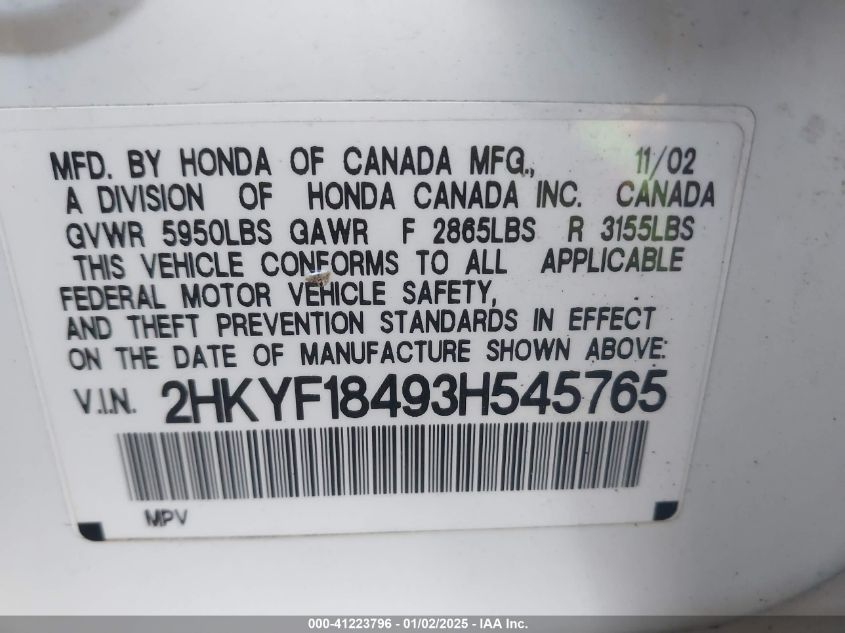 MFD. BY HONDA OF CANADA MFG., 11/02
A DIVISION OF HONDA CANADA INC. CANADA
GVWR 5950LBS GAWR F 2865LBS R 3155LBS
THIS VEHICLE CONFORMS TO ALL APPLICABLE
FEDERAL MOTOR VEHICLE SAFETY,
AND THEFT PREVENTION STANDARDS IN EFFECT
ON THE DATE OF MANUFACTURE SHOWN ABOVE:
V.I.N. 2HKYF18493H545765
MPV
000-41223796 - 01/02/2025 - IAA Inc.